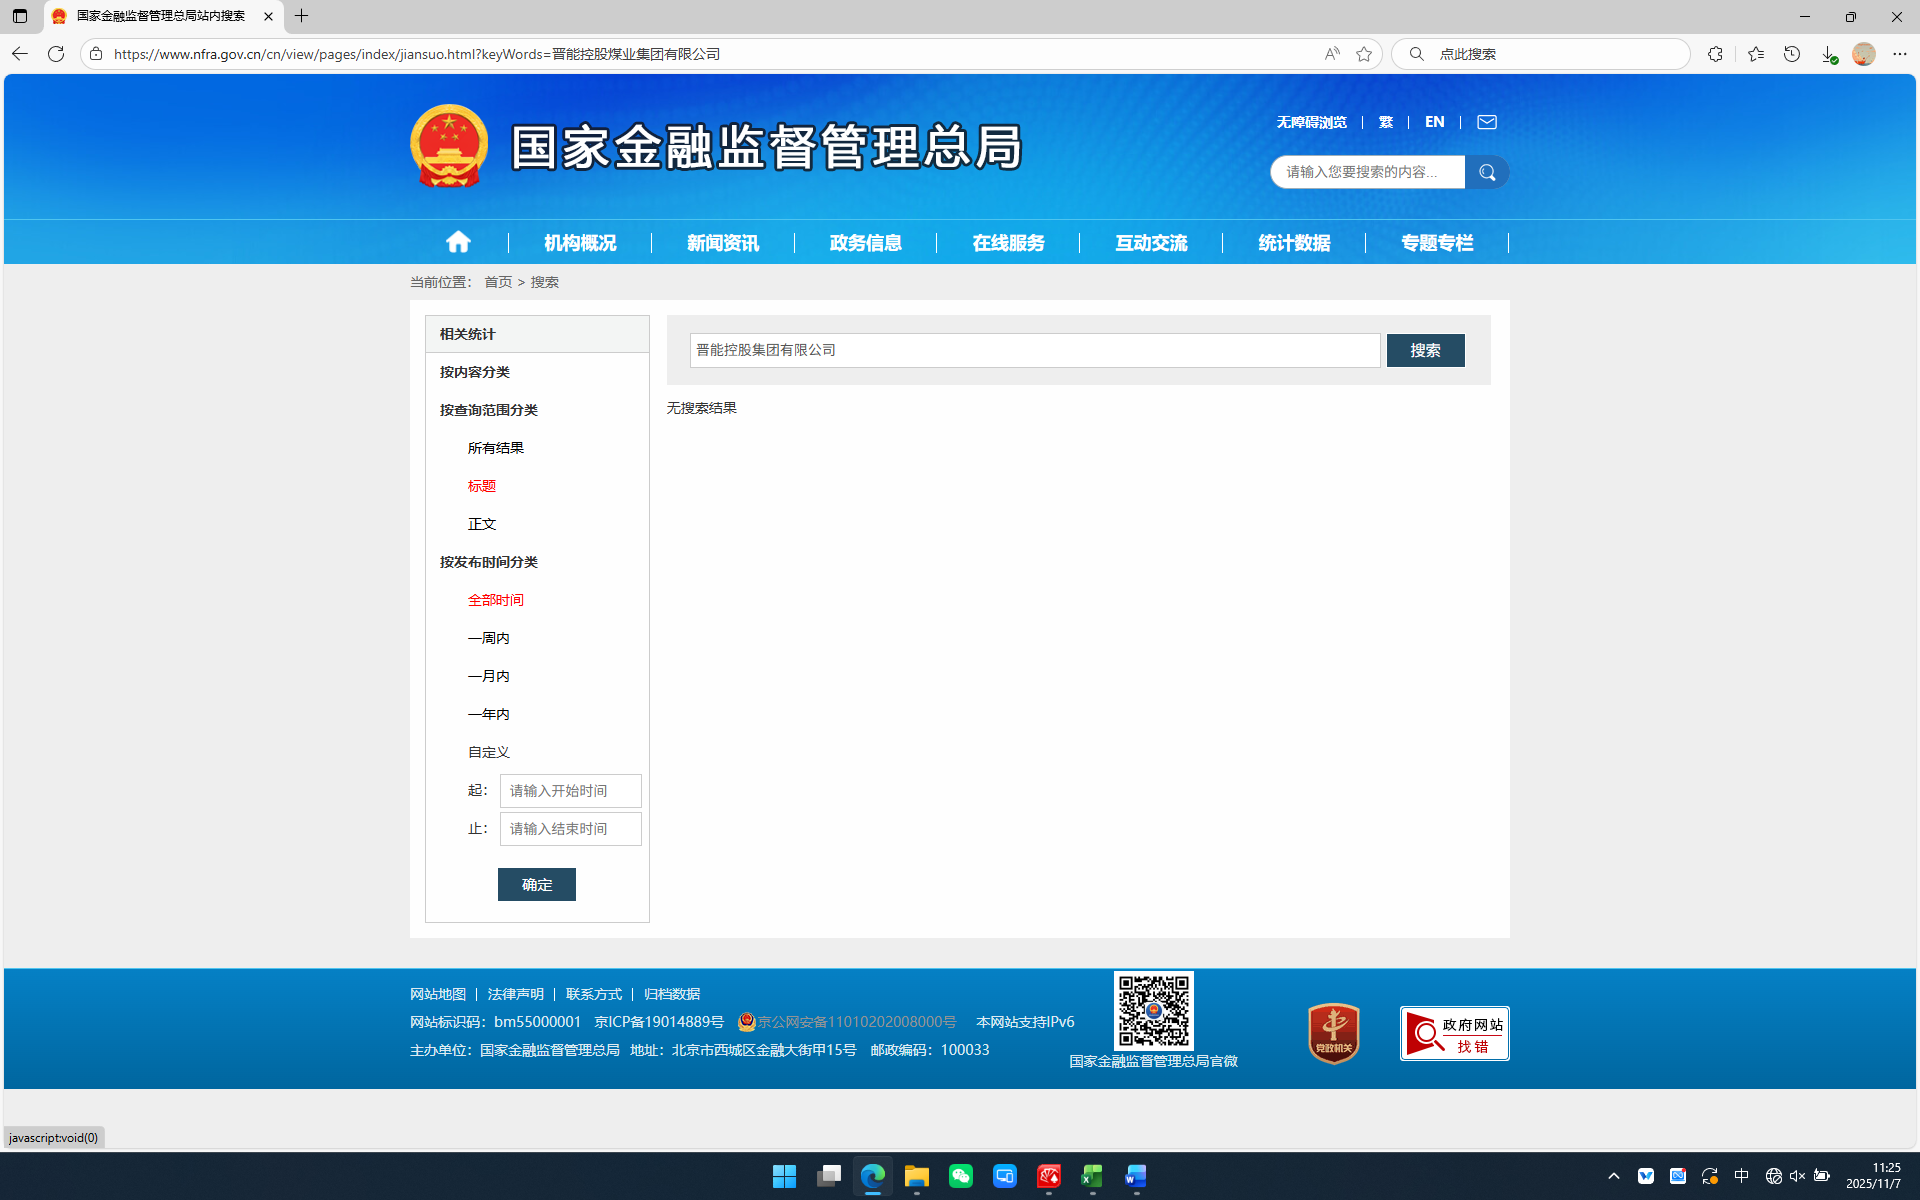 国家金融监督管理总局站内搜索
https://www.nfra.gov.cn/cn/view/pages/index/jiansuo.html?keyWords=晋能控股煤业集团有限公司
点此搜索
国家金融监督管理总局
无障碍浏览 | 繁 | EN |
请输入您要搜索的内容...
机构概况 | 新闻资讯 | 政务信息 | 在线服务 | 互动交流 | 统计数据 | 专题专栏
当前位置： 首页 > 搜索
相关统计
按内容分类
按查询范围分类
所有结果
标题
正文
按发布时间分类
全部时间
一周内
一月内
一年内
自定义
起： 请输入开始时间
止： 请输入结束时间
确定
晋能控股集团有限公司
搜索
无搜索结果
网站地图 | 法律声明 | 联系方式 | 归档数据
网站标识码：bm55000001 京ICP备19014889号 京公网安备11010202008000号 本网站支持IPv6
主办单位：国家金融监督管理总局 地址：北京市西城区金融大街甲15号 邮政编码：100033
国家金融监督管理总局官微
党政机关
政府网站
找错
javascript:void(0)
中
11:25
2025/11/7